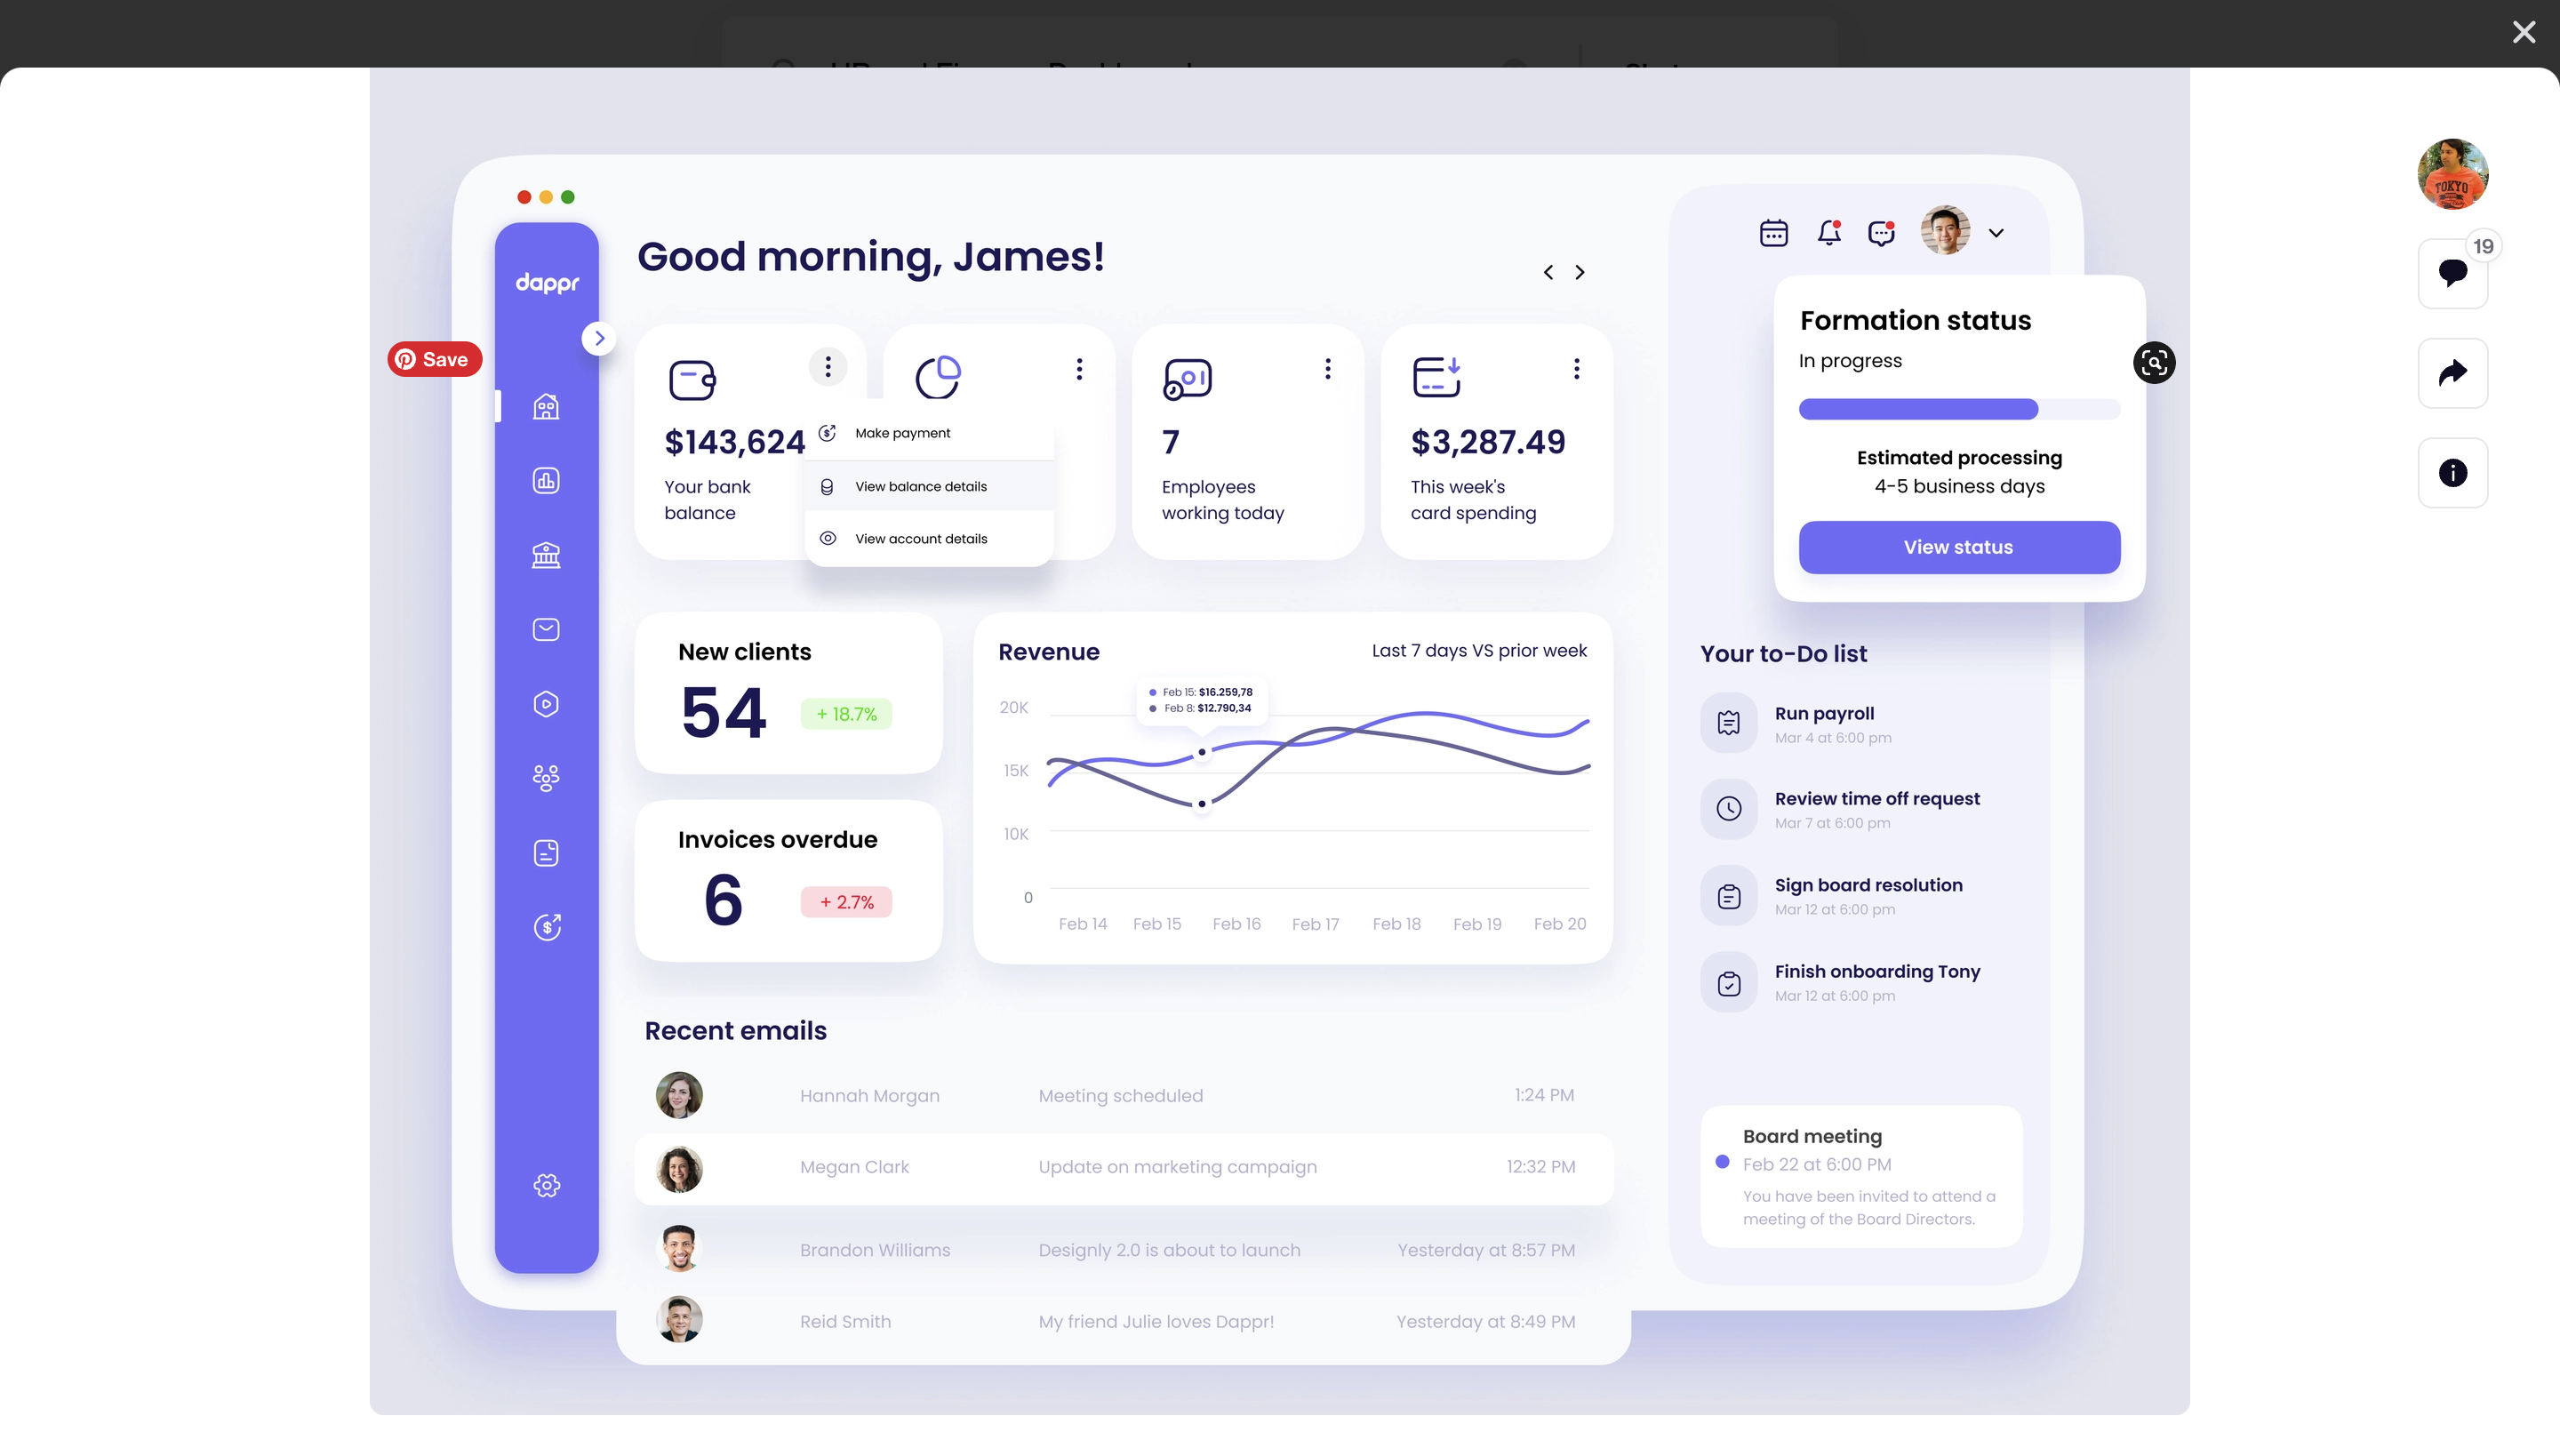 dappr
Good morning, James!
Save
$143,624
Your bank
balance
Make payment
View balance details
View account details
7
Employees
working today
$3,287.49
This week's
card spending
Formation status
In progress
Estimated processing
4-5 business days
View status
19
TOKYO
New clients
54
+ 18.7%
Invoices overdue
6
+ 2.7%
Revenue
Last 7 days VS prior week
Feb 15: $16.259,78
Feb 8: $12.790,34
20K
15K
10K
0
Feb 14
Feb 15
Feb 16
Feb 17
Feb 18
Feb 19
Feb 20
Your to-Do list
Run payroll
Mar 4 at 6:00 pm
Review time off request
Mar 7 at 6:00 pm
Sign board resolution
Mar 12 at 6:00 pm
Finish onboarding Tony
Mar 12 at 6:00 pm
Recent emails
Hannah Morgan Meeting scheduled 1:24 PM
Megan Clark Update on marketing campaign 12:32 PM
Brandon Williams Designly 2.0 is about to launch Yesterday at 8:57 PM
Reid Smith My friend Julie loves Dappr! Yesterday at 8:49 PM
Board meeting
Feb 22 at 6:00 PM
You have been invited to attend a
meeting of the Board Directors.